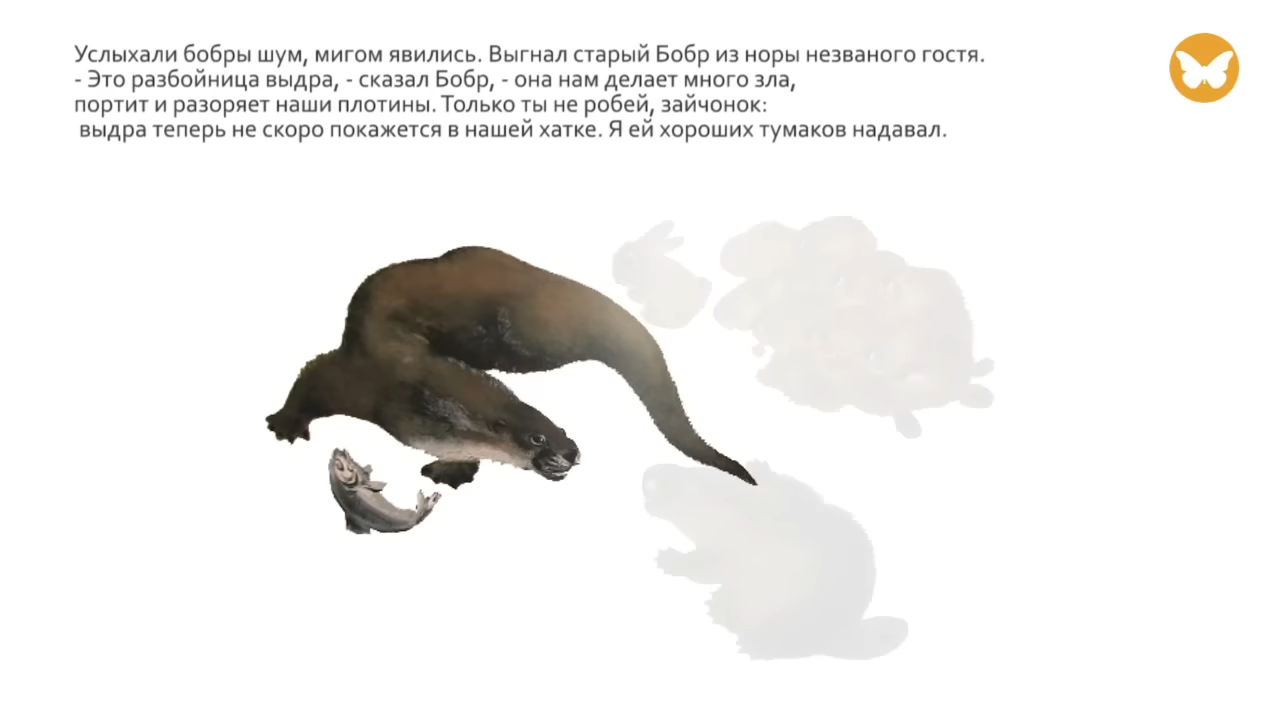 Услыхали бобры шум, мигом явились. Выгнал старый Бобр из норы незваного гостя.
- Это разбойница выдра, - сказал Бобр, - она нам делает много зла,
портит и разоряет наши плотины. Только ты не робей, зайчонок:
выдра теперь не скоро покажется в нашей хатке. Я ей хороших тумаков надавал.